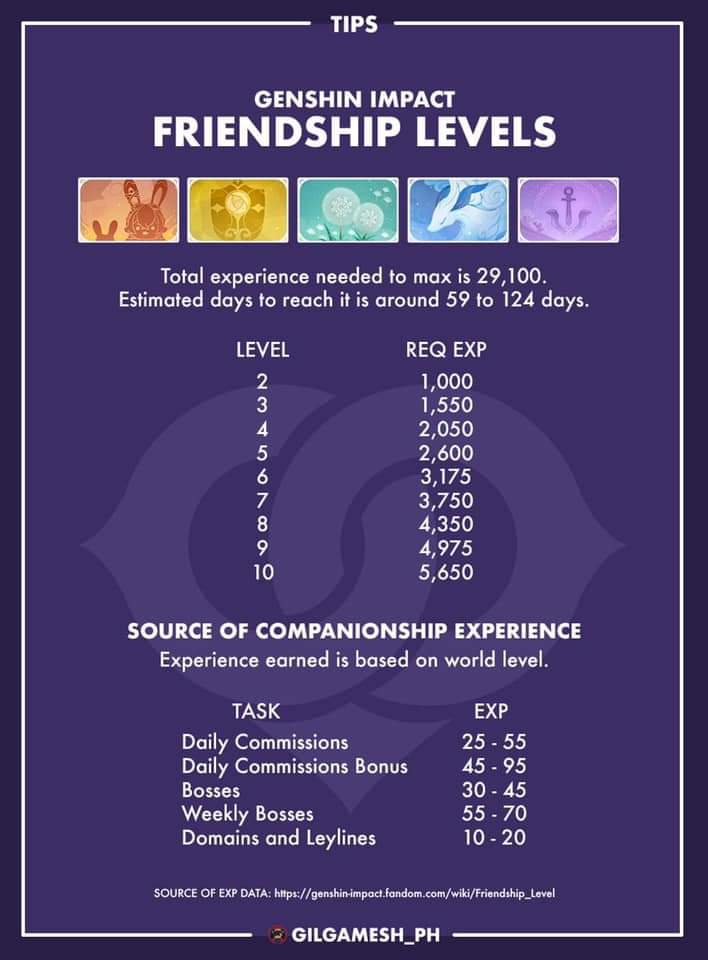 TIPS
GENSHIN IMPACT
FRIENDSHIP LEVELS
Total experience needed to max is 29,100.
Estimated days to reach it is around 59 to 124 days.
LEVEL REQ EXP
2 1,000
3 1,550
4 2,050
5 2,600
6 3,175
7 3,750
8 4,350
9 4,975
10 5,650
SOURCE OF COMPANIONSHIP EXPERIENCE
Experience earned is based on world level.
TASK EXP
Daily Commissions 25 - 55
Daily Commissions Bonus 45 - 95
Bosses 30 - 45
Weekly Bosses 55 - 70
Domains and Leylines 10 - 20
SOURCE OF EXP DATA: https://genshin-impact.fandom.com/wiki/Friendship_Level
GILGAMESH_PH